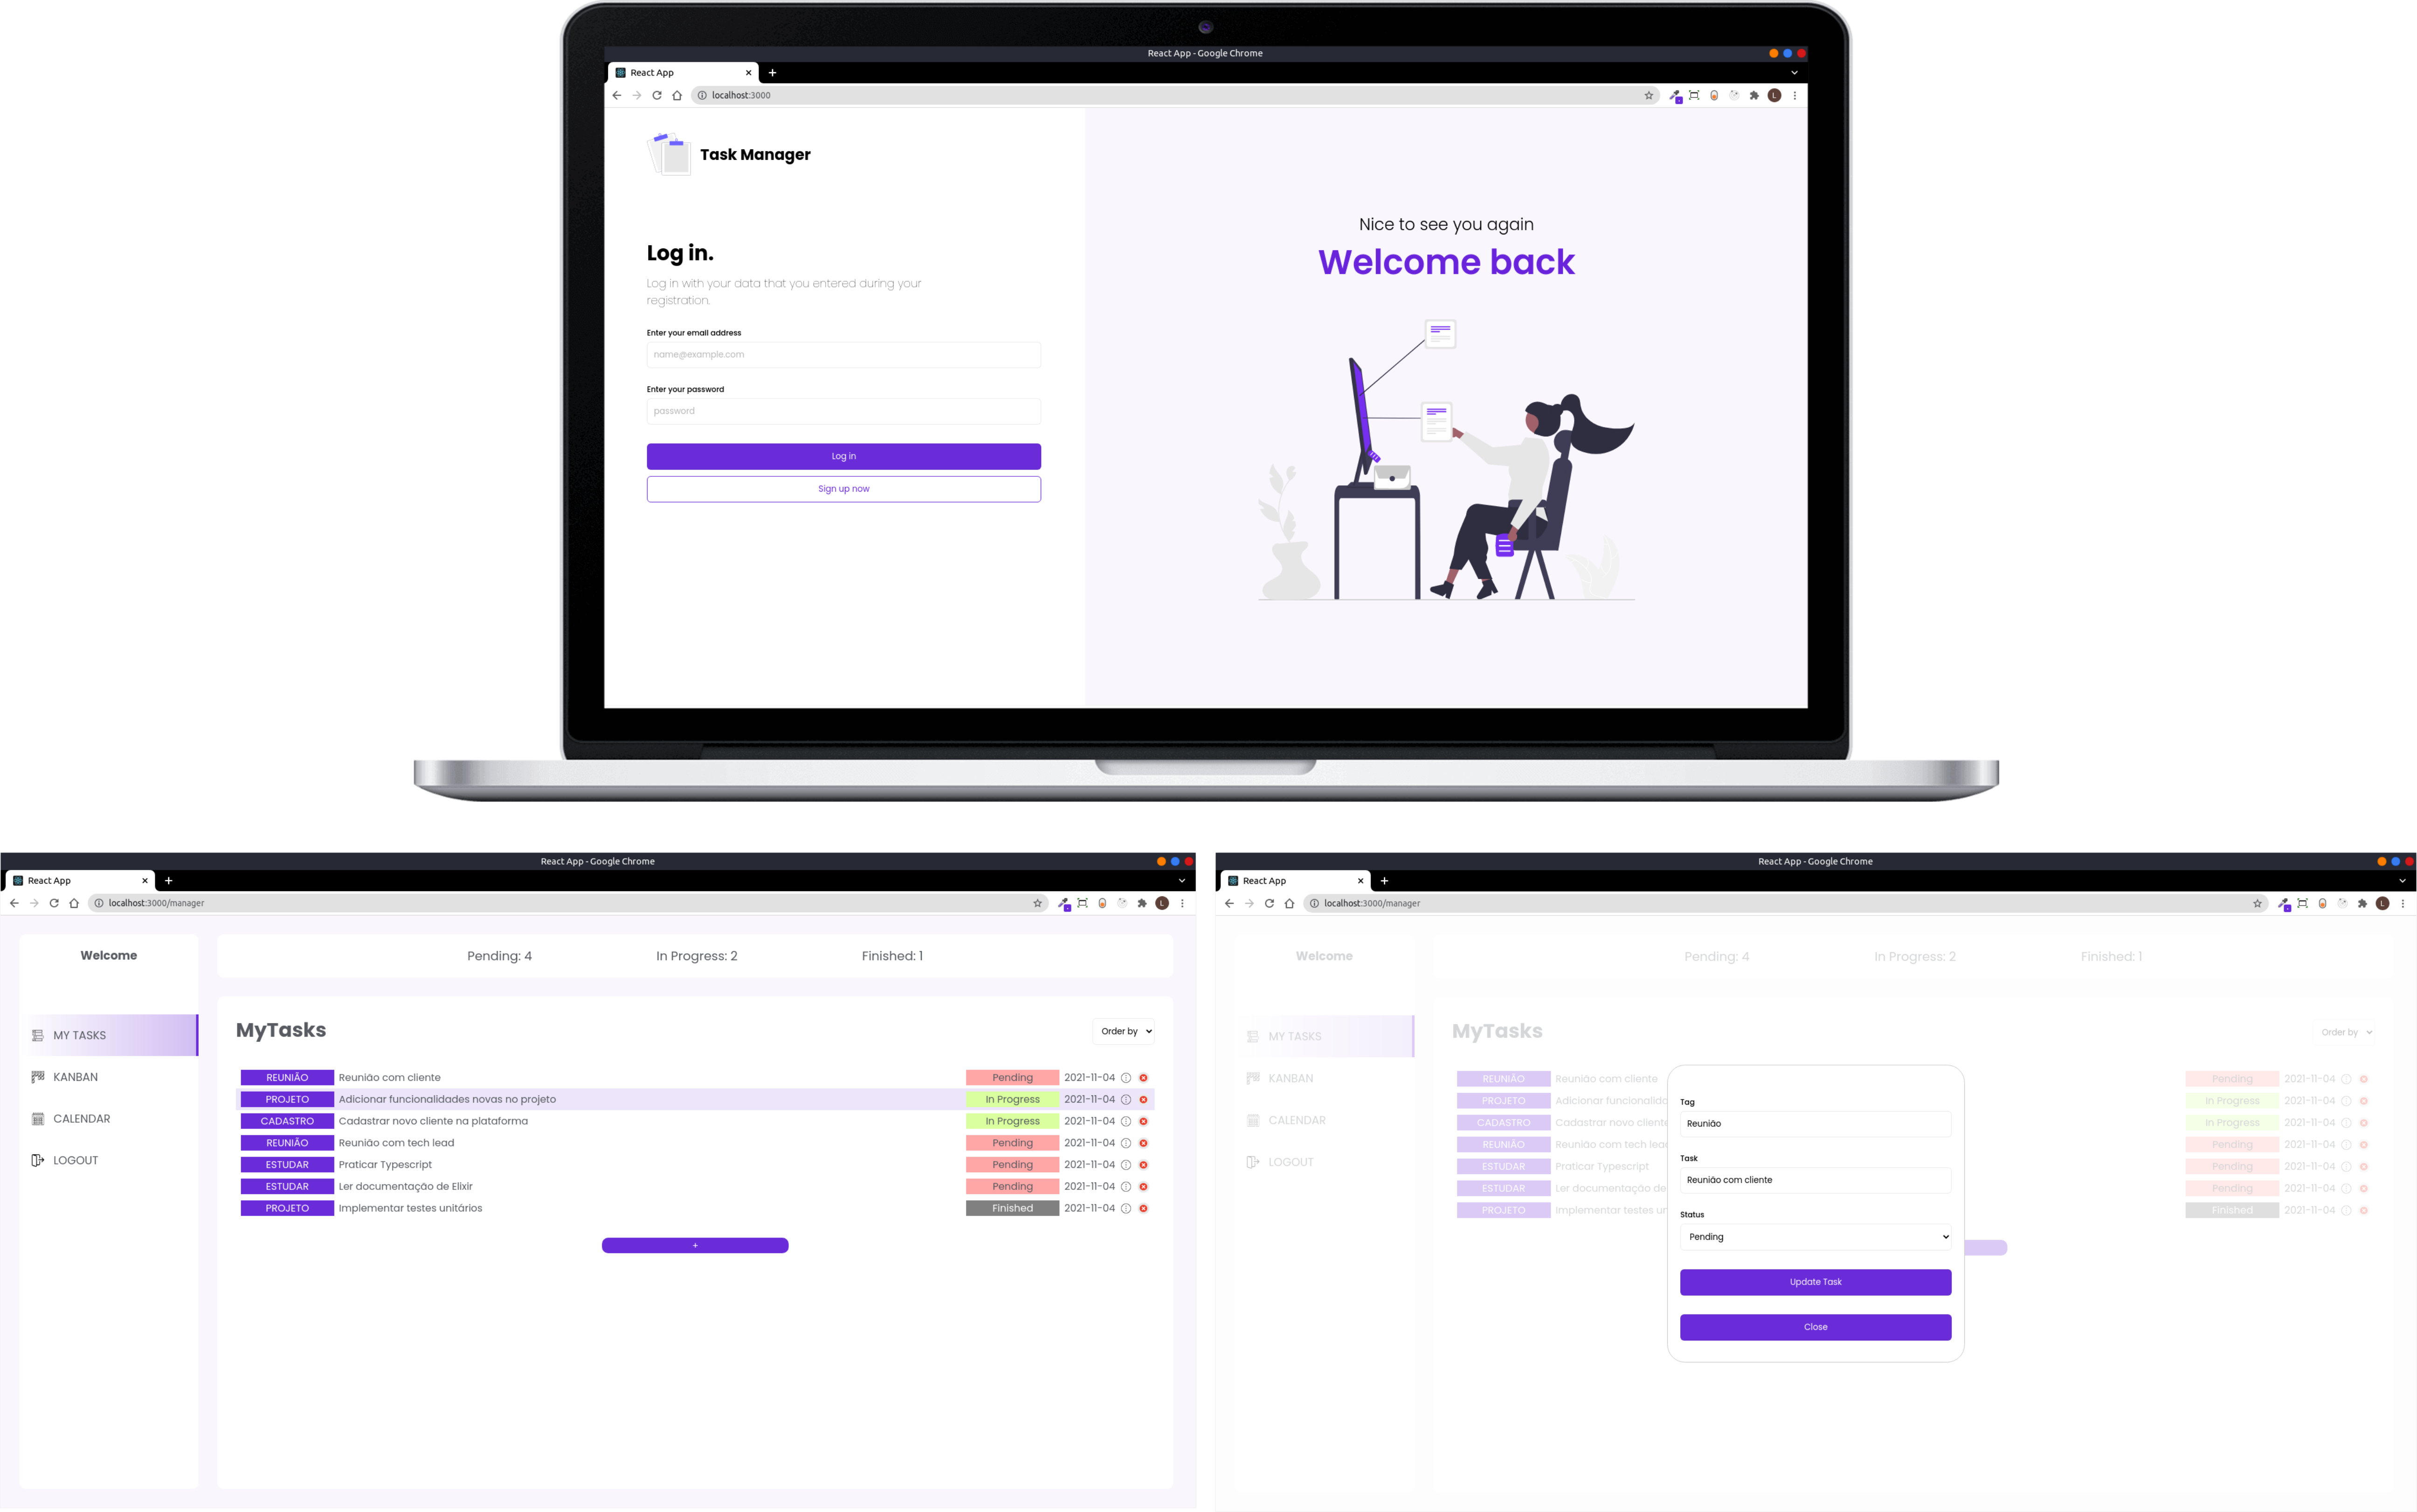 React App - Google Chrome
React App
localhost:3000
L
Task Manager
Log in.
Log in with your data that you entered during your
registration.
Enter your email address
name@example.com
Enter your password
password
Log in
Sign up now
Nice to see you again
Welcome back
React App - Google Chrome
React App
localhost:3000/manager
L
Welcome
MY TASKS
KANBAN
CALENDAR
LOGOUT
Pending: 4 In Progress: 2 Finished: 1
MyTasks
Order by
REUNIÃO Reunião com cliente Pending 2021-11-04
PROJETO Adicionar funcionalidades novas no projeto In Progress 2021-11-04
CADASTRO Cadastrar novo cliente na plataforma In Progress 2021-11-04
REUNIÃO Reunião com tech lead Pending 2021-11-04
ESTUDAR Praticar Typescript Pending 2021-11-04
ESTUDAR Ler documentação de Elixir Pending 2021-11-04
PROJETO Implementar testes unitários Finished 2021-11-04
+
React App - Google Chrome
React App
localhost:3000/manager
L
Welcome
MY TASKS
KANBAN
CALENDAR
LOGOUT
Pending: 4 In Progress: 2 Finished: 1
MyTasks
Order by
REUNIÃO Reunião com cliente Pending 2021-11-04
PROJETO Adicionar funcionalidad In Progress 2021-11-04
CADASTRO Cadastrar novo cliente In Progress 2021-11-04
REUNIÃO Reunião com tech lead Pending 2021-11-04
ESTUDAR Praticar Typescript Pending 2021-11-04
ESTUDAR Ler documentação de Pending 2021-11-04
PROJETO Implementar testes un Finished 2021-11-04
Tag
Reunião
Task
Reunião com cliente
Status
Pending
Update Task
Close